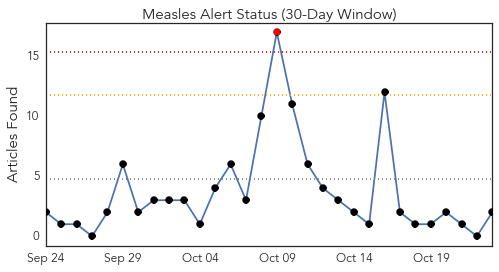 Measles Alert Status (30-Day Window)
Articles Found
15
10
5
0
Sep 24 Sep 29 Oct 04 Oct 09 Oct 14 Oct 19